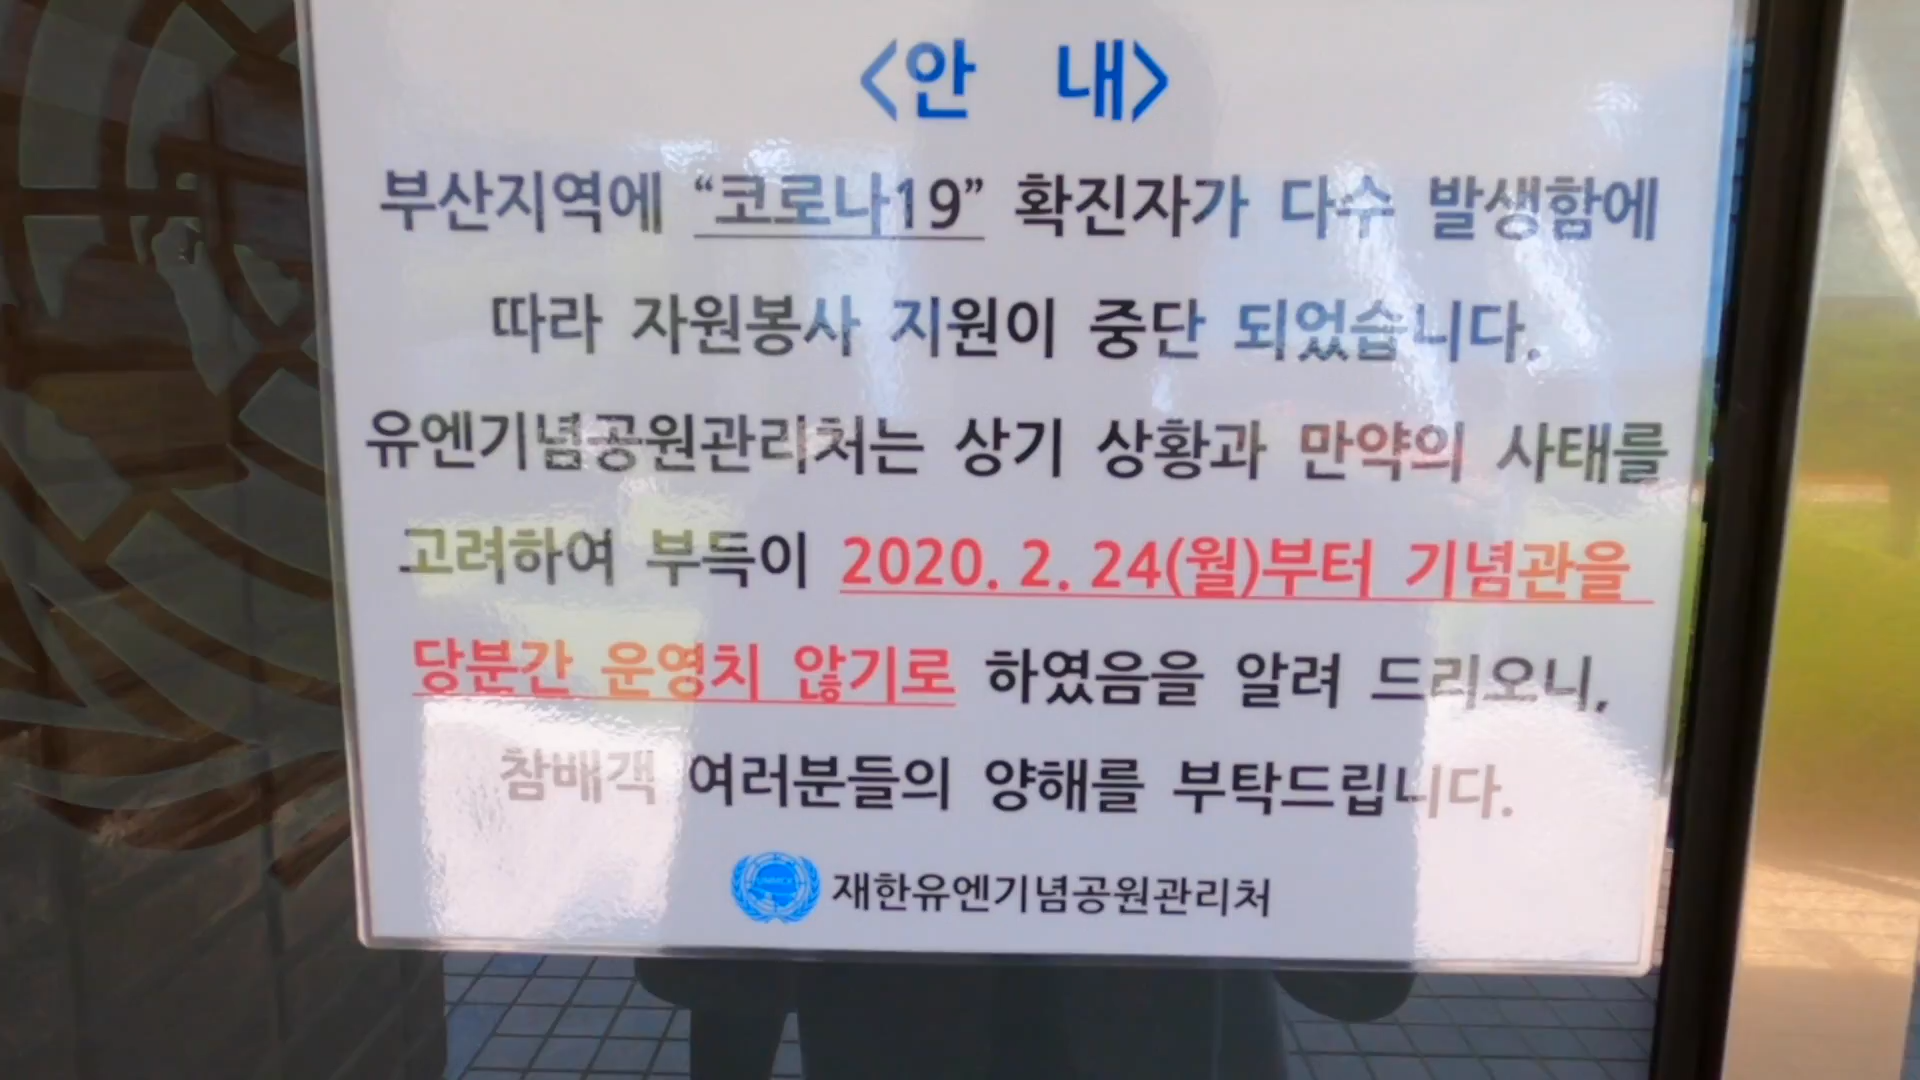 <안 내>
부산지역에 “코로나19” 확진자가 다수 발생함에
따라 자원봉사 지원이 중단 되었습니다.
유엔기념공원관리처는 상기 상황과 만약의 사태를
고려하여 부득이 2020. 2. 24(월)부터 기념관을
당분간 운영치 않기로 하였음을 알려 드리오니,
참배객 여러분들의 양해를 부탁드립니다.
재한유엔기념공원관리처